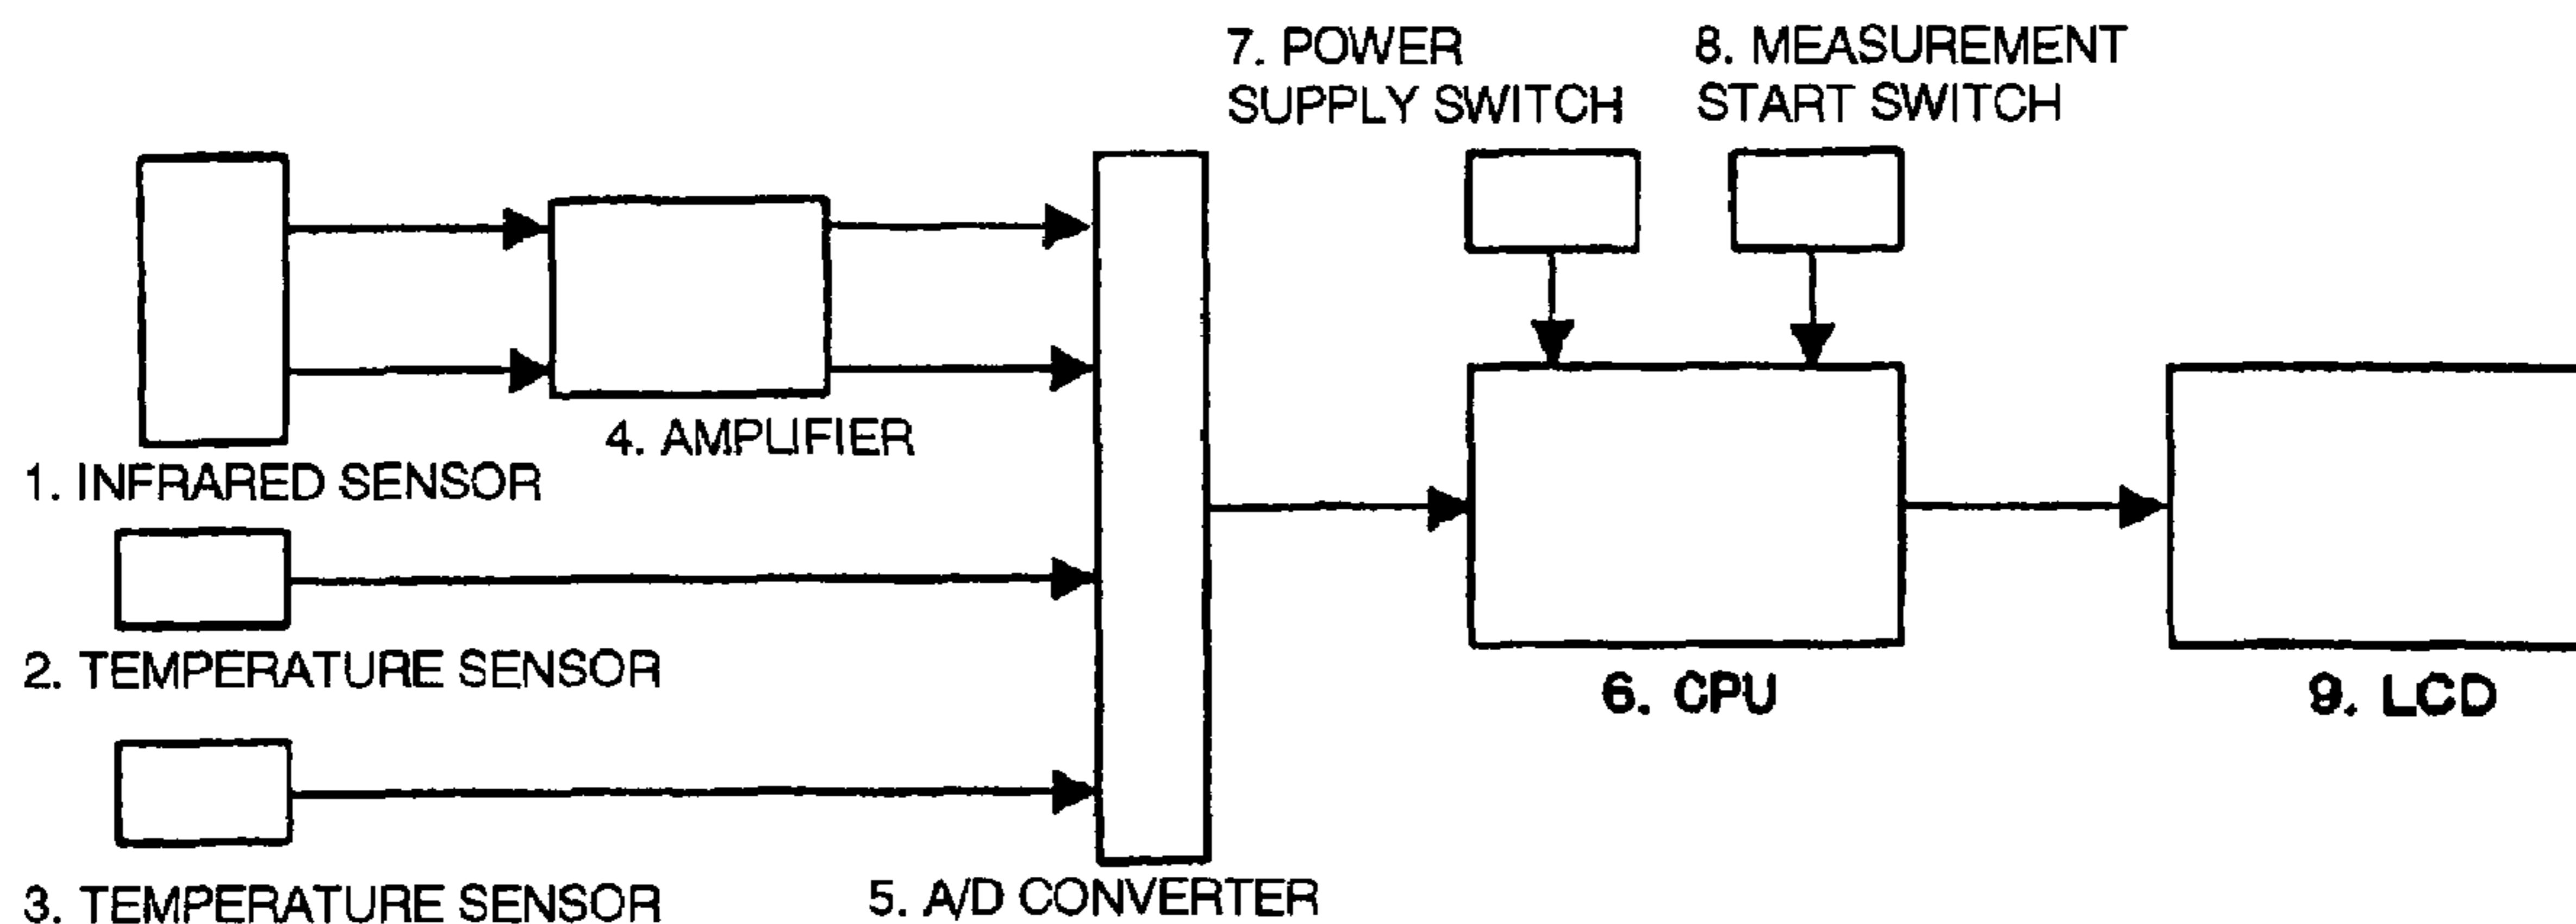 7. POWER
SUPPLY SWITCH
8. MEASUREMENT
START SWITCH
4. AMPLIFIER
1. INFRARED SENSOR
2. TEMPERATURE SENSOR
6. CPU
9. LCD
3. TEMPERATURE SENSOR
5. A/D CONVERTER